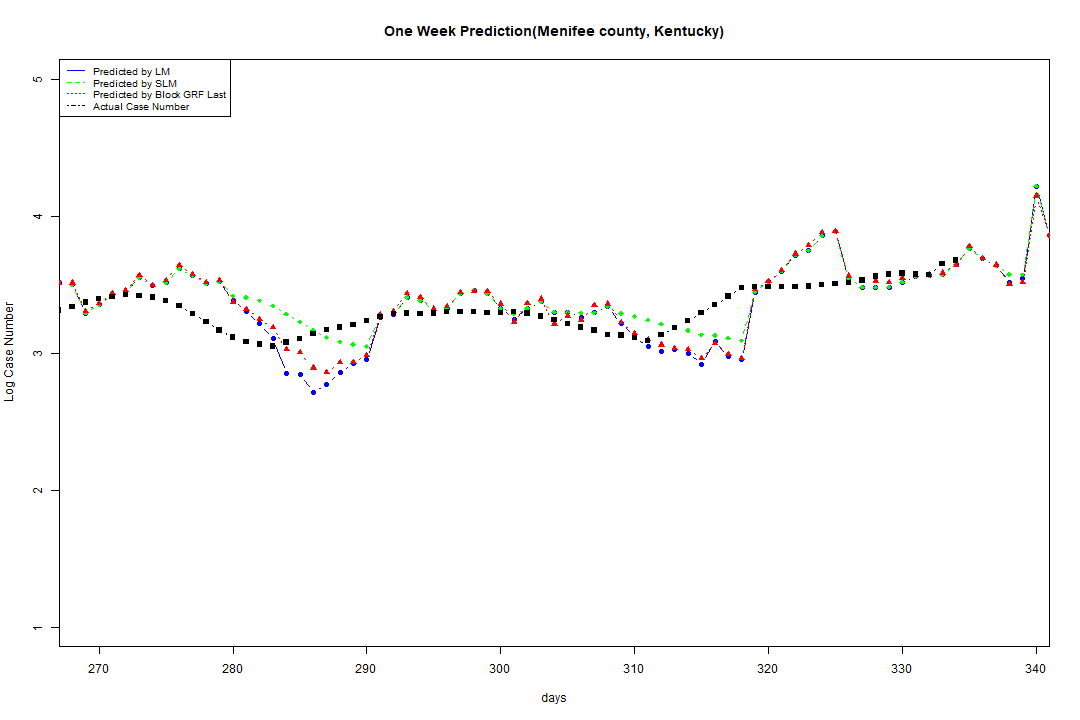 One Week Prediction(Menifee county, Kentucky)
Predicted by LM
Predicted by SLM
Predicted by Block GRF Last
Actual Case Number
5
4
3
2
1
Log Case Number
270 280 290 300 310 320 330 340
days